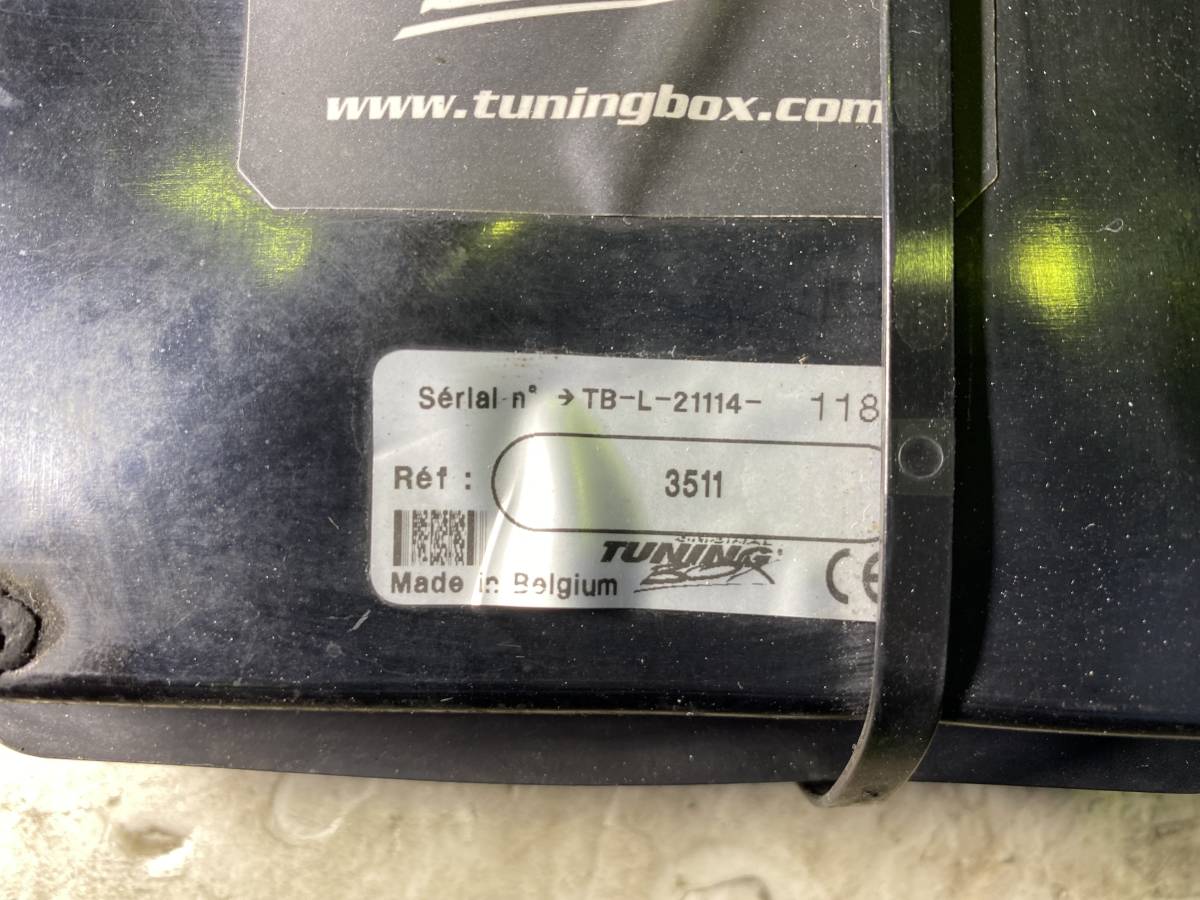 www.tuningbox.com
Sérial n° → TB-L-21114- 118
Réf : 3511
TUNING BOX
Made in Belgium
CE